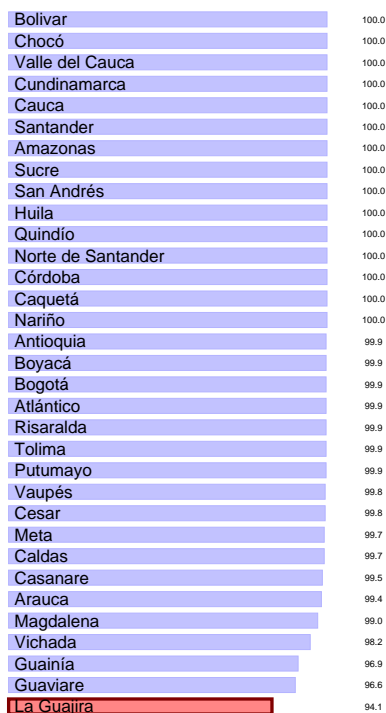 Bolivar 100.0
Chocó 100.0
Valle del Cauca 100.0
Cundinamarca 100.0
Cauca 100.0
Santander 100.0
Amazonas 100.0
Sucre 100.0
San Andrés 100.0
Huila 100.0
Quindío 100.0
Norte de Santander 100.0
Córdoba 100.0
Caquetá 100.0
Nariño 100.0
Antioquia 99.9
Boyacá 99.9
Bogotá 99.9
Atlántico 99.9
Risaralda 99.9
Tolima 99.9
Putumayo 99.9
Vaupés 99.8
Cesar 99.8
Meta 99.7
Caldas 99.7
Casanare 99.5
Arauca 99.4
Magdalena 99.0
Vichada 98.2
Guainía 96.9
Guaviare 96.6
La Guajira 94.1